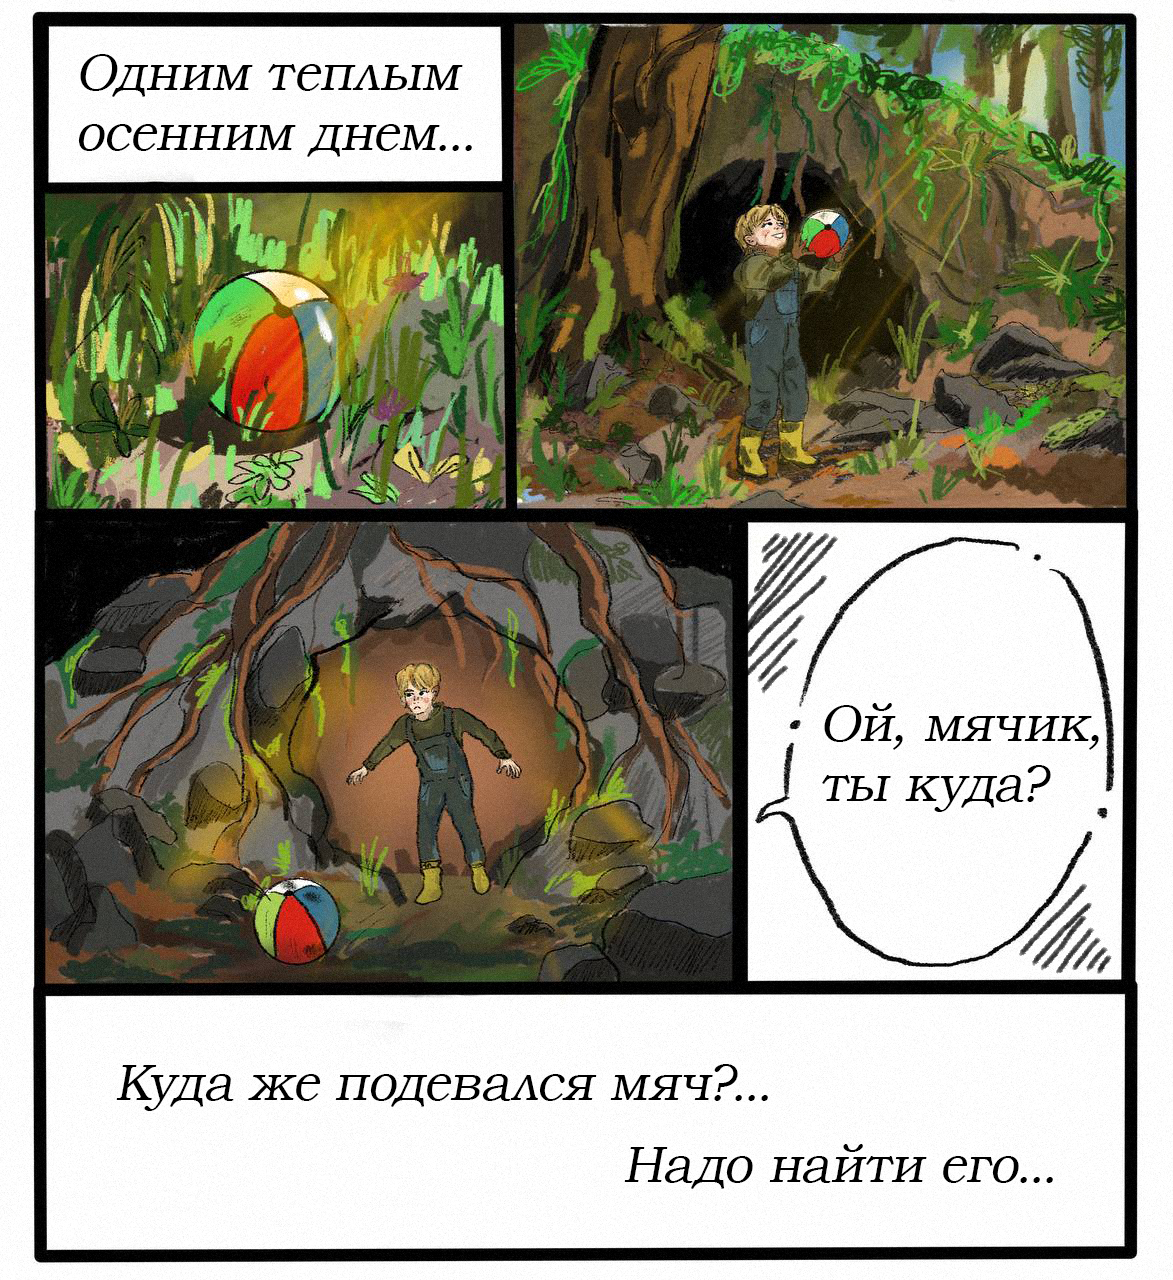 Одним теплым
осенним днем...
Ой, мячик,
ты куда?
Куда же подевался мяч?...
Надо найти его...